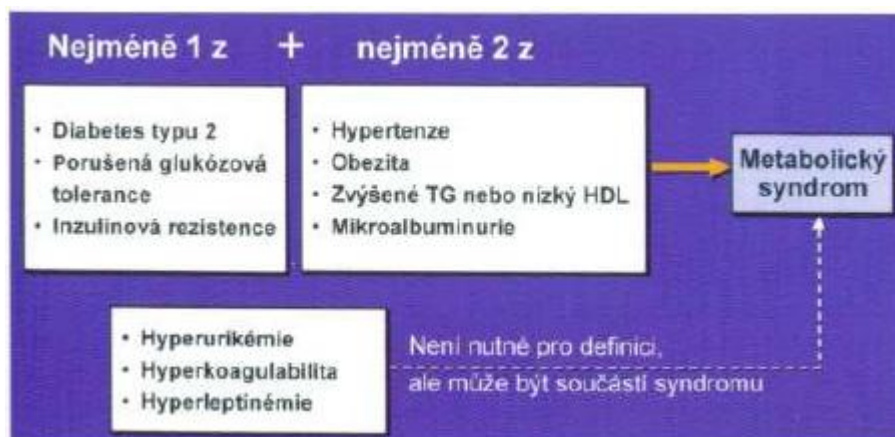 Nejméně 1 z + nejméně 2 z
• Diabetes typu 2
• Porušená glukózová
tolerance
• Inzulinová rezistence
• Hypertenze
• Obezita
• Zvýšené TG nebo nízký HDL
• Mikroalbuminurie
Metabolický
syndrom
• Hyperurikémie
• Hyperkoagulabilita
• Hyperleptinémie
Není nutné pro definici,
ale může být součástí syndromu